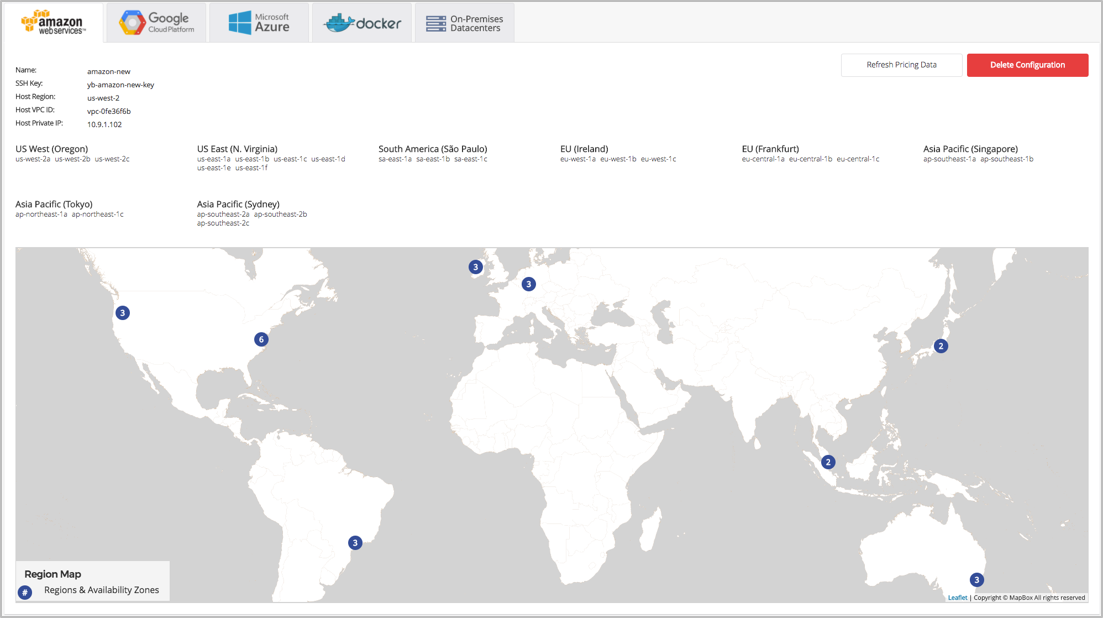 amazon
web services™
Google
Cloud Platform
Microsoft
Azure
docker
On-Premises
Datacenters
Refresh Pricing Data
Delete Configuration
Name: amazon-new
SSH Key: yb-amazon-new-key
Host Region: us-west-2
Host VPC ID: vpc-0fe36f6b
Host Private IP: 10.9.1.102
US West (Oregon)
us-west-2a us-west-2b us-west-2c
US East (N. Virginia)
us-east-1a us-east-1b us-east-1c us-east-1d
us-east-1e us-east-1f
South America (São Paulo)
sa-east-1a sa-east-1b sa-east-1c
EU (Ireland)
eu-west-1a eu-west-1b eu-west-1c
EU (Frankfurt)
eu-central-1a eu-central-1b eu-central-1c
Asia Pacific (Singapore)
ap-southeast-1a ap-southeast-1b
Asia Pacific (Tokyo)
ap-northeast-1a ap-northeast-1c
Asia Pacific (Sydney)
ap-southeast-2a ap-southeast-2b
ap-southeast-2c
3
3
3
6
2
2
3
3
Region Map
# Regions & Availability Zones
Leaflet | Copyright © MapBox All rights reserved